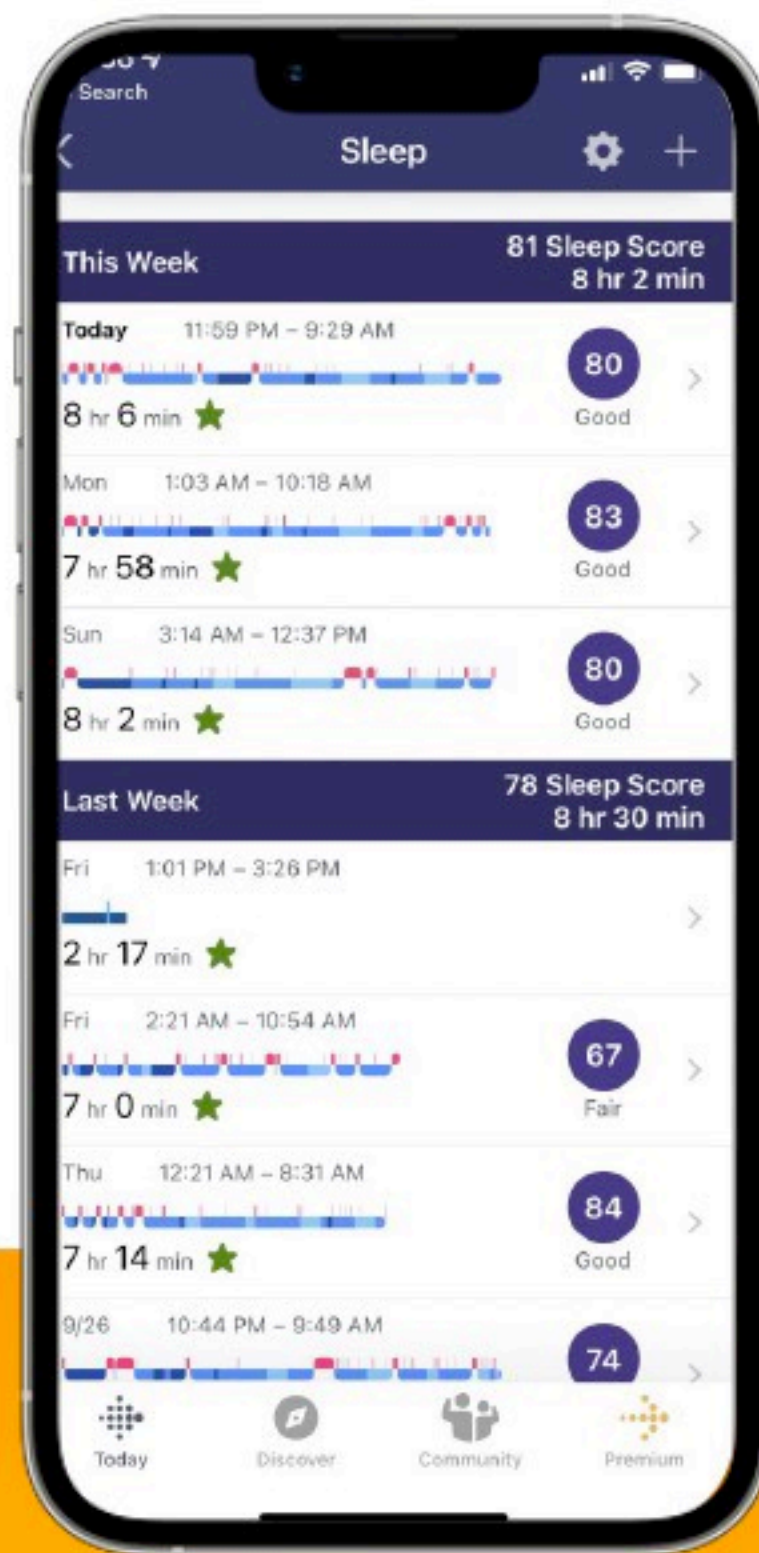 Search
Sleep
This Week
81 Sleep Score
8 hr 2 min
Today 11:59 PM – 9:29 AM
80
Good
8 hr 6 min
Mon 1:03 AM – 10:18 AM
83
Good
7 hr 58 min
Sun 3:14 AM – 12:37 PM
80
Good
8 hr 2 min
Last Week
78 Sleep Score
8 hr 30 min
Fri 1:01 PM – 3:26 PM
2 hr 17 min
Fri 2:21 AM – 10:54 AM
67
Fair
7 hr 0 min
Thu 12:21 AM – 8:31 AM
84
Good
7 hr 14 min
9/26 10:44 PM – 9:49 AM
74
Today Discover Community Premium